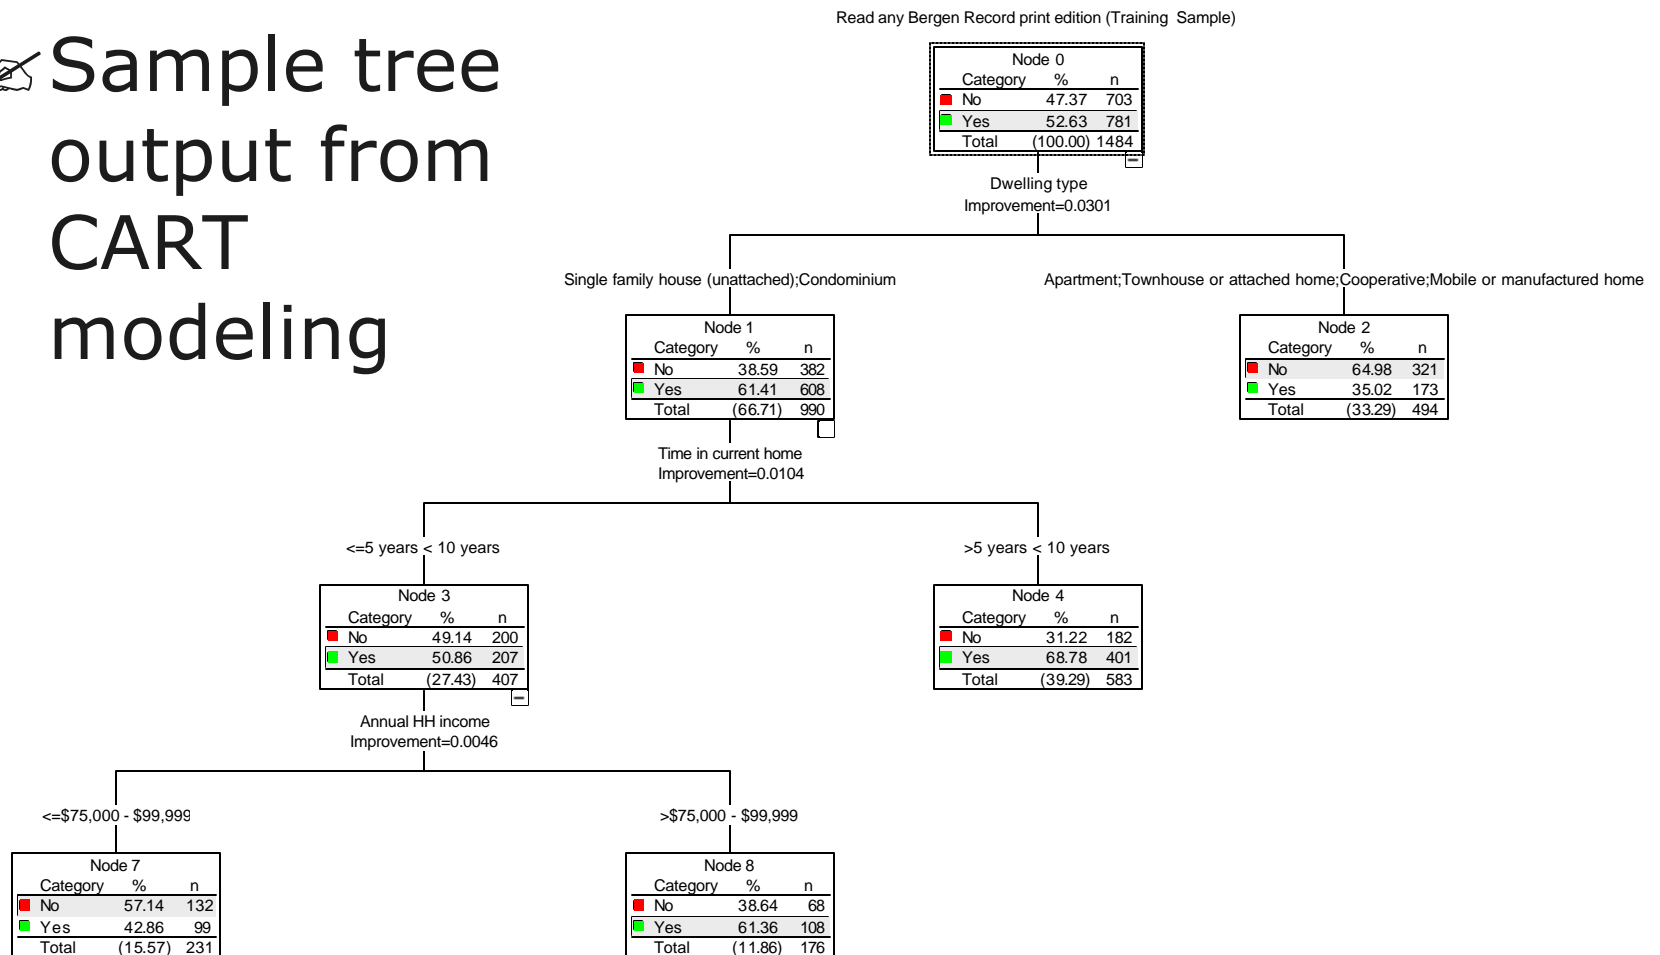 Sample tree
output from
CART
modeling
Read any Bergen Record print edition (Training Sample)
Node 0
Category % n
No 47.37 703
Yes 52.63 781
Total (100.00) 1484
Dwelling type
Improvement=0.0301
Single family house (unattached);Condominium
Apartment;Townhouse or attached home;Cooperative;Mobile or manufactured home
Node 1
Category % n
No 38.59 382
Yes 61.41 608
Total (66.71) 990
Node 2
Category % n
No 64.98 321
Yes 35.02 173
Total (33.29) 494
Time in current home
Improvement=0.0104
<=5 years < 10 years
>5 years < 10 years
Node 3
Category % n
No 49.14 200
Yes 50.86 207
Total (27.43) 407
Node 4
Category % n
No 31.22 182
Yes 68.78 401
Total (39.29) 583
Annual HH income
Improvement=0.0046
<=$75,000 - $99,999
>$75,000 - $99,999
Node 7
Category % n
No 57.14 132
Yes 42.86 99
Total (15.57) 231
Node 8
Category % n
No 38.64 68
Yes 61.36 108
Total (11.86) 176